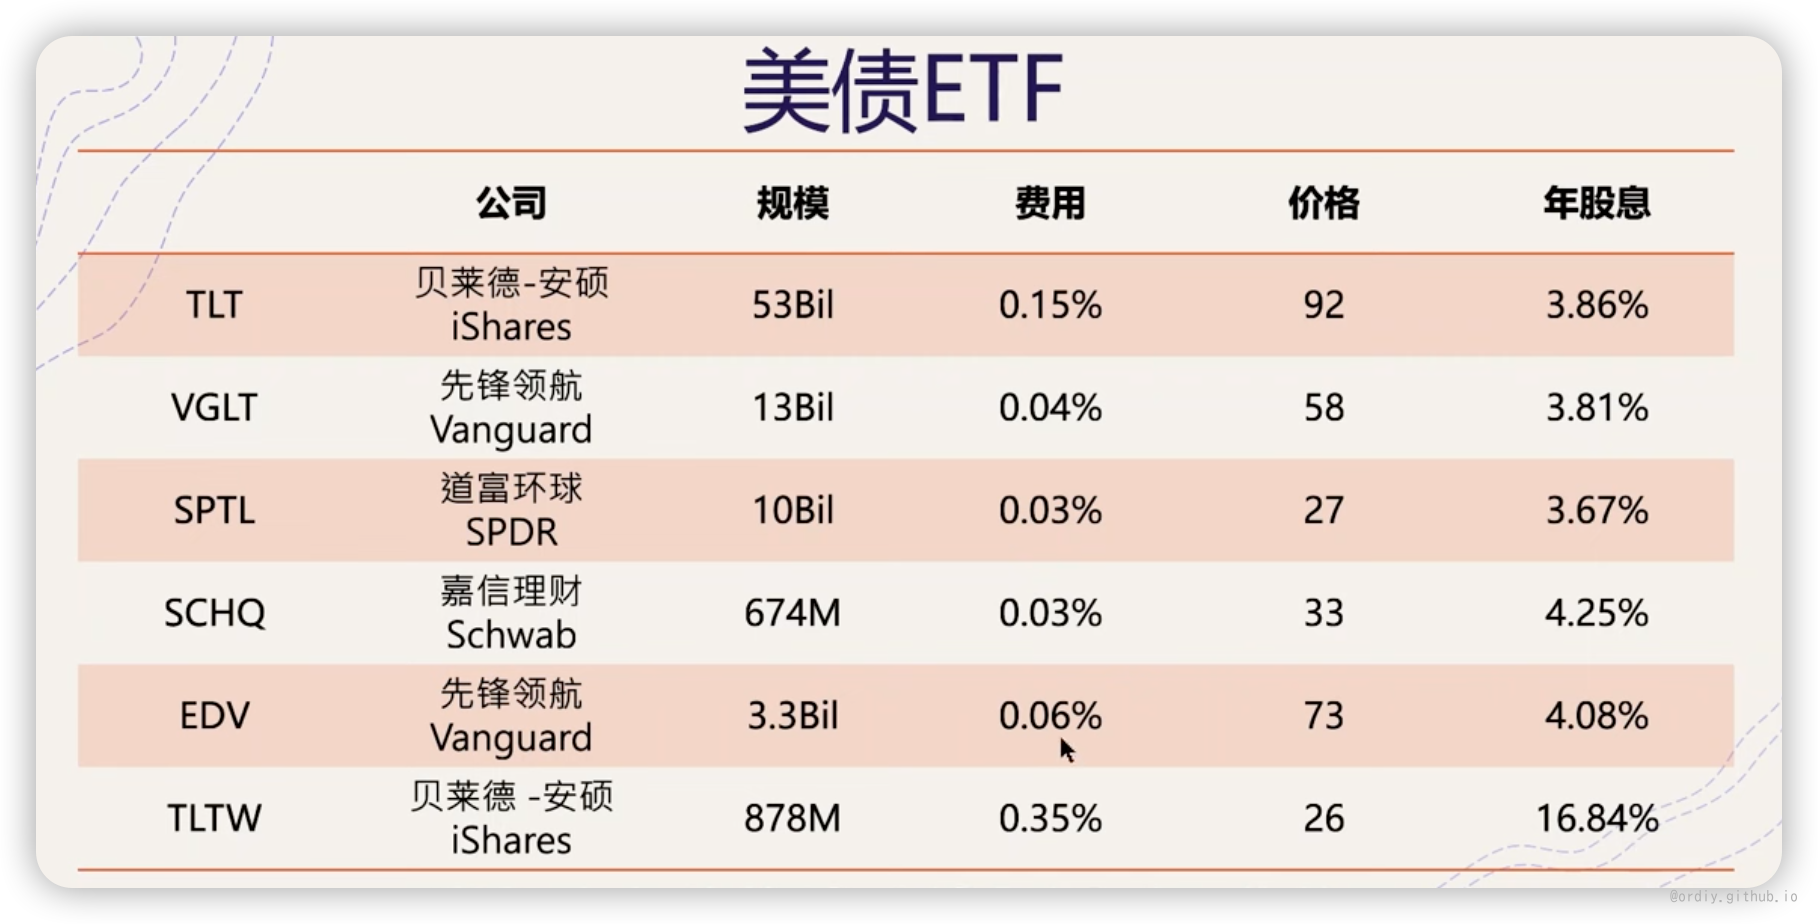 美债ETF
公司 规模 费用 价格 年股息
TLT 贝莱德-安硕 iShares 53Bil 0.15% 92 3.86%
VGLT 先锋领航 Vanguard 13Bil 0.04% 58 3.81%
SPTL 道富环球 SPDR 10Bil 0.03% 27 3.67%
SCHQ 嘉信理财 Schwab 674M 0.03% 33 4.25%
EDV 先锋领航 Vanguard 3.3Bil 0.06% 73 4.08%
TLTW 贝莱德 -安硕 iShares 878M 0.35% 26 16.84%
@ordiy.github.io